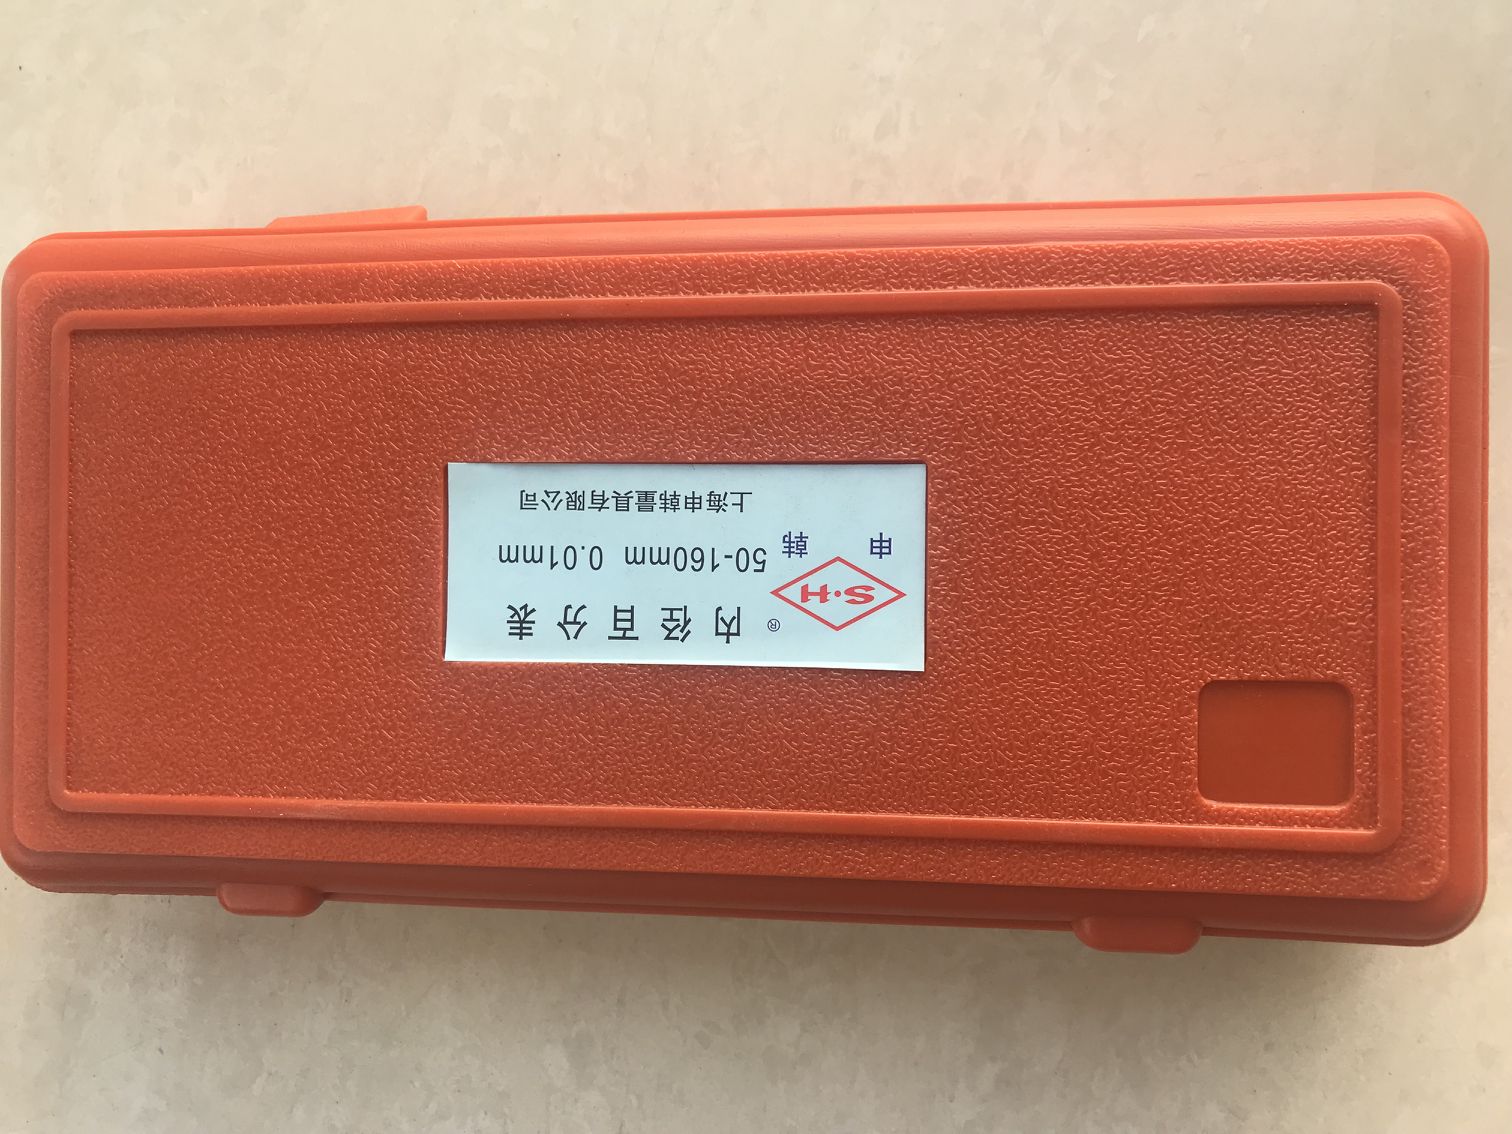 S·H
®
申 韩
内径百分表
50-160mm 0.01mm
上海申韩量具有限公司